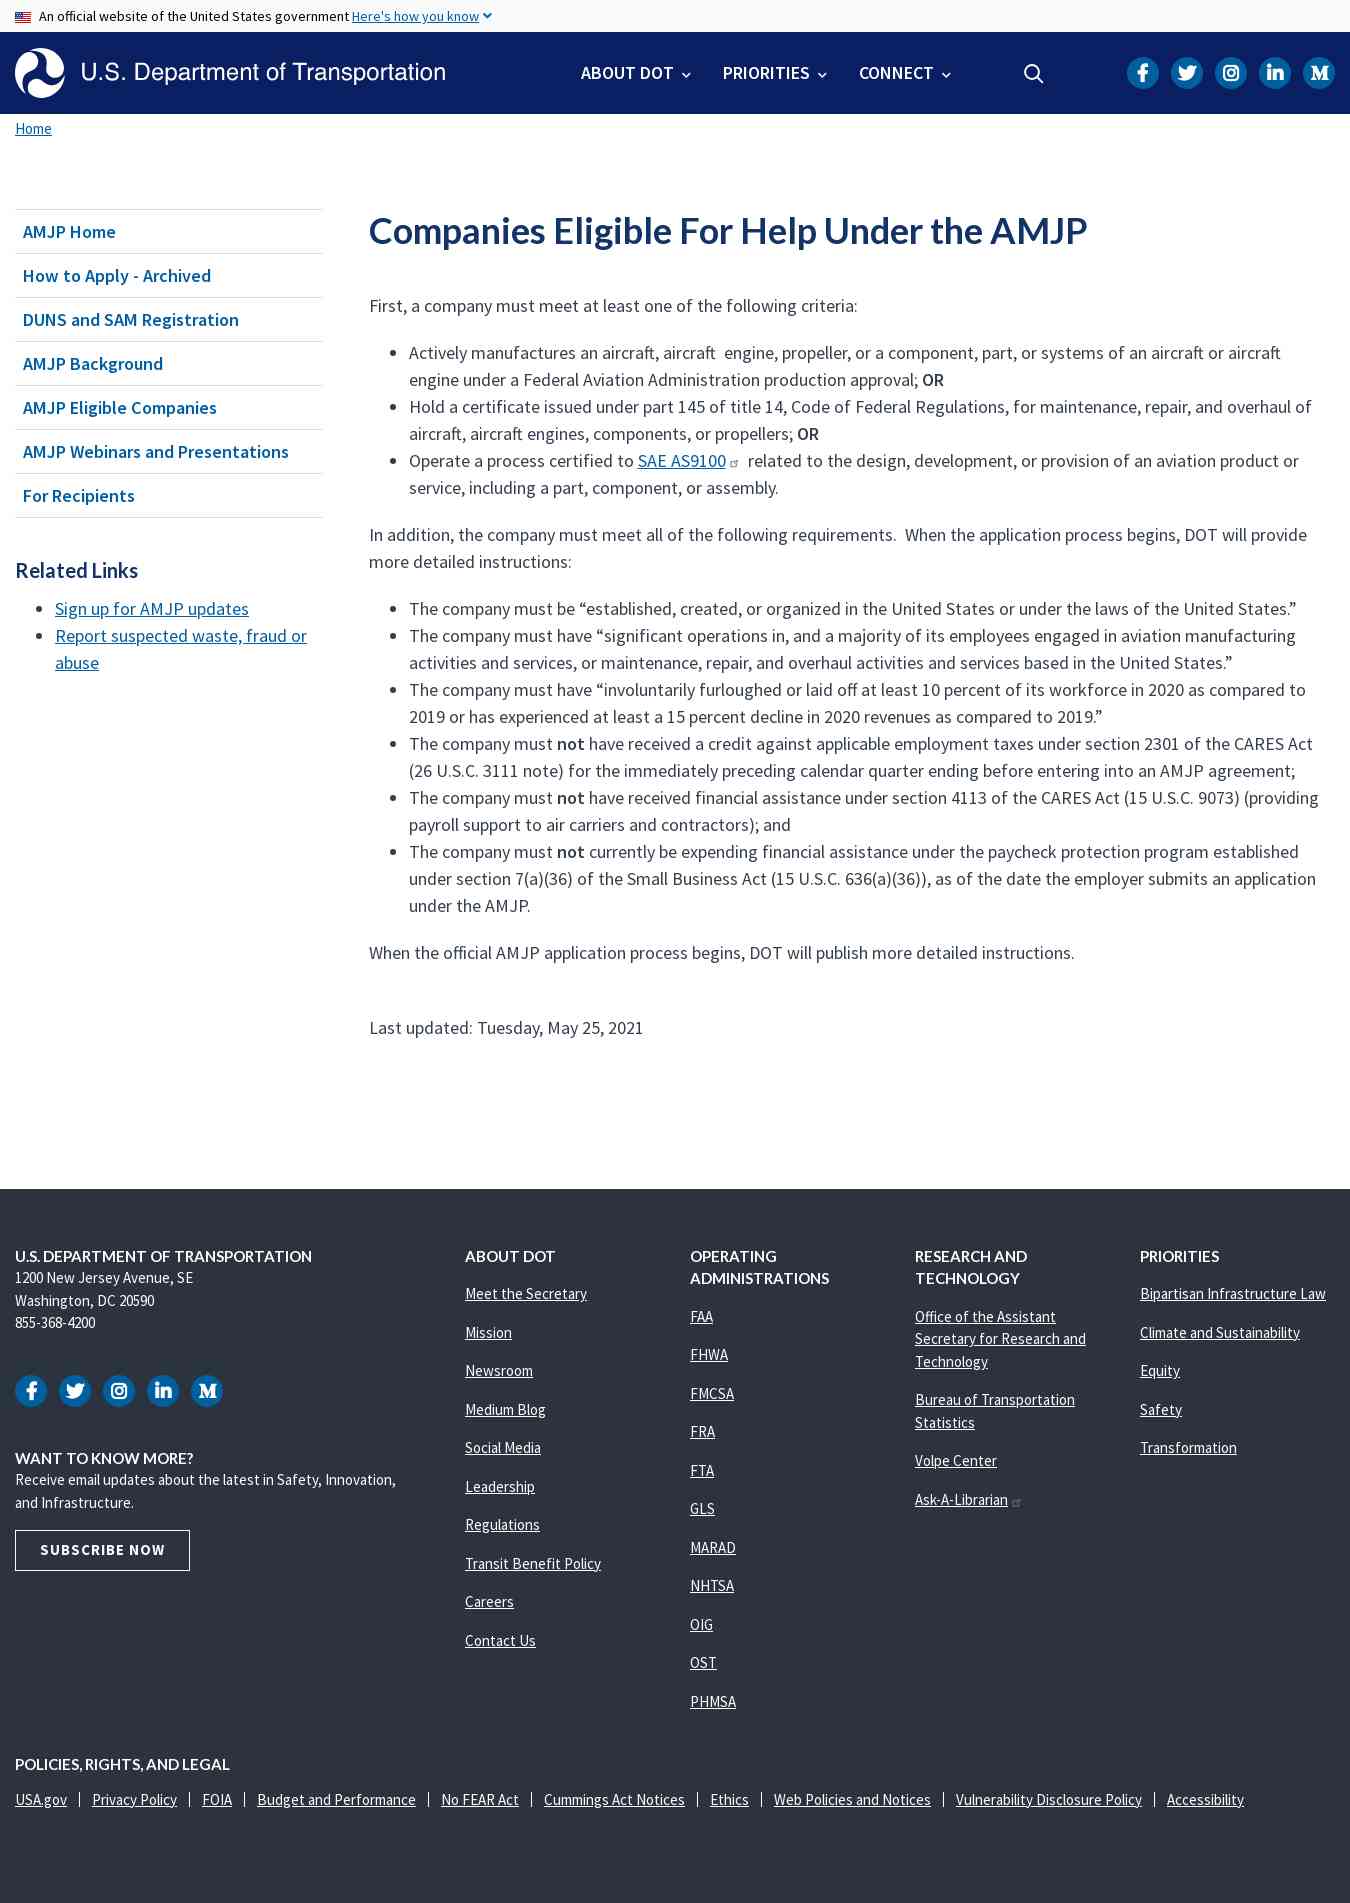 An official website of the United States government Here's how you know
U.S. Department of Transportation
ABOUT DOT
PRIORITIES
CONNECT
Home
AMJP Home
How to Apply - Archived
DUNS and SAM Registration
AMJP Background
AMJP Eligible Companies
AMJP Webinars and Presentations
For Recipients
Related Links
Sign up for AMJP updates
Report suspected waste, fraud or
abuse
Companies Eligible For Help Under the AMJP
First, a company must meet at least one of the following criteria:
Actively manufactures an aircraft, aircraft  engine, propeller, or a component, part, or systems of an aircraft or aircraft
engine under a Federal Aviation Administration production approval; OR
Hold a certificate issued under part 145 of title 14, Code of Federal Regulations, for maintenance, repair, and overhaul of
aircraft, aircraft engines, components, or propellers; OR
Operate a process certified to SAE AS9100 related to the design, development, or provision of an aviation product or
service, including a part, component, or assembly.
In addition, the company must meet all of the following requirements.  When the application process begins, DOT will provide
more detailed instructions:
The company must be “established, created, or organized in the United States or under the laws of the United States.”
The company must have “significant operations in, and a majority of its employees engaged in aviation manufacturing
activities and services, or maintenance, repair, and overhaul activities and services based in the United States.”
The company must have “involuntarily furloughed or laid off at least 10 percent of its workforce in 2020 as compared to
2019 or has experienced at least a 15 percent decline in 2020 revenues as compared to 2019.”
The company must not have received a credit against applicable employment taxes under section 2301 of the CARES Act
(26 U.S.C. 3111 note) for the immediately preceding calendar quarter ending before entering into an AMJP agreement;
The company must not have received financial assistance under section 4113 of the CARES Act (15 U.S.C. 9073) (providing
payroll support to air carriers and contractors); and
The company must not currently be expending financial assistance under the paycheck protection program established
under section 7(a)(36) of the Small Business Act (15 U.S.C. 636(a)(36)), as of the date the employer submits an application
under the AMJP.
When the official AMJP application process begins, DOT will publish more detailed instructions.
Last updated: Tuesday, May 25, 2021
U.S. DEPARTMENT OF TRANSPORTATION
1200 New Jersey Avenue, SE
Washington, DC 20590
855-368-4200
WANT TO KNOW MORE?
Receive email updates about the latest in Safety, Innovation,
and Infrastructure.
SUBSCRIBE NOW
ABOUT DOT
Meet the Secretary
Mission
Newsroom
Medium Blog
Social Media
Leadership
Regulations
Transit Benefit Policy
Careers
Contact Us
OPERATING
ADMINISTRATIONS
FAA
FHWA
FMCSA
FRA
FTA
GLS
MARAD
NHTSA
OIG
OST
PHMSA
RESEARCH AND
TECHNOLOGY
Office of the Assistant
Secretary for Research and
Technology
Bureau of Transportation
Statistics
Volpe Center
Ask-A-Librarian
PRIORITIES
Bipartisan Infrastructure Law
Climate and Sustainability
Equity
Safety
Transformation
POLICIES, RIGHTS, AND LEGAL
USA.gov | Privacy Policy | FOIA | Budget and Performance | No FEAR Act | Cummings Act Notices | Ethics | Web Policies and Notices | Vulnerability Disclosure Policy | Accessibility